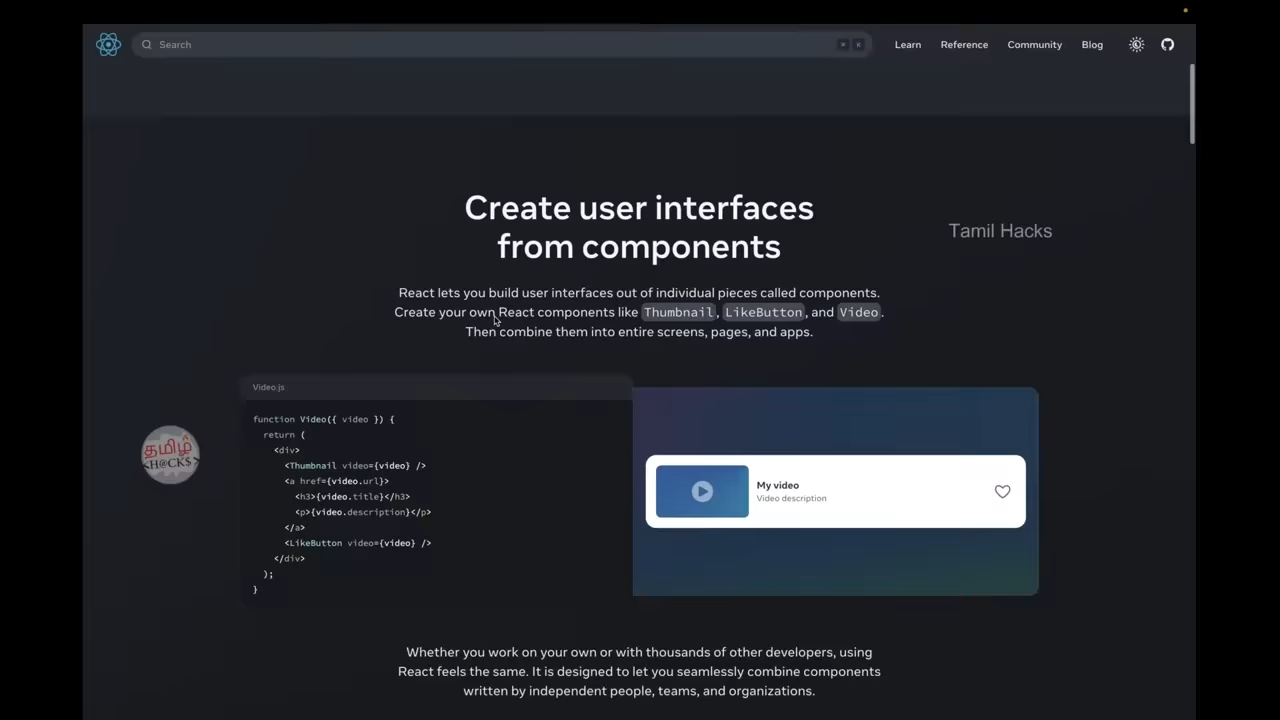 Search
Learn
Reference
Community
Blog
Create user interfaces
from components
Tamil Hacks
React lets you build user interfaces out of individual pieces called components.
Create your own React components like Thumbnail, LikeButton, and Video.
Then combine them into entire screens, pages, and apps.
Video.js
function Video({ video }) {
return (
<div>
<Thumbnail video={video} />
<a href={video.url}>
<h3>{video.title}</h3>
<p>{video.description}</p>
</a>
<LikeButton video={video} />
</div>
);
}
தமிழ்
<H@CK$>
My video
Video description
Whether you work on your own or with thousands of other developers, using
React feels the same. It is designed to let you seamlessly combine components
written by independent people, teams, and organizations.